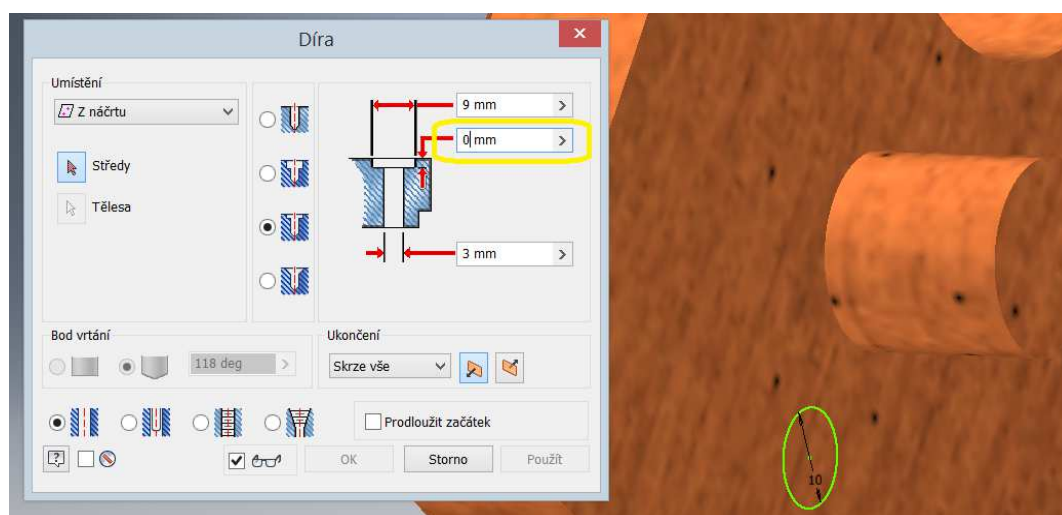 Díra
Umístění
Z náčrtu
Středy
Tělesa
9 mm
0 mm
3 mm
Bod vrtání
118 deg
Ukončení
Skrze vše
Prodloužit začátek
OK
Storno
Použít
10